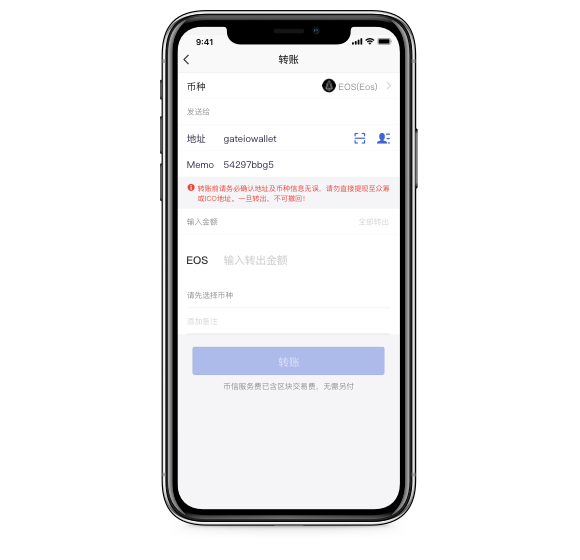 9:41
转账
币种 EOS(Eos)
发送给
地址 gateiowallet
Memo 54297bbg5
转账前请务必确认地址及币种信息无误，请勿直接提现至众筹
或ICO地址。一旦转出，不可撤回！
输入金额 全部转出
EOS 输入转出金额
请先选择币种
添加备注
转账
币信服务费已含区块交易费，无需另付